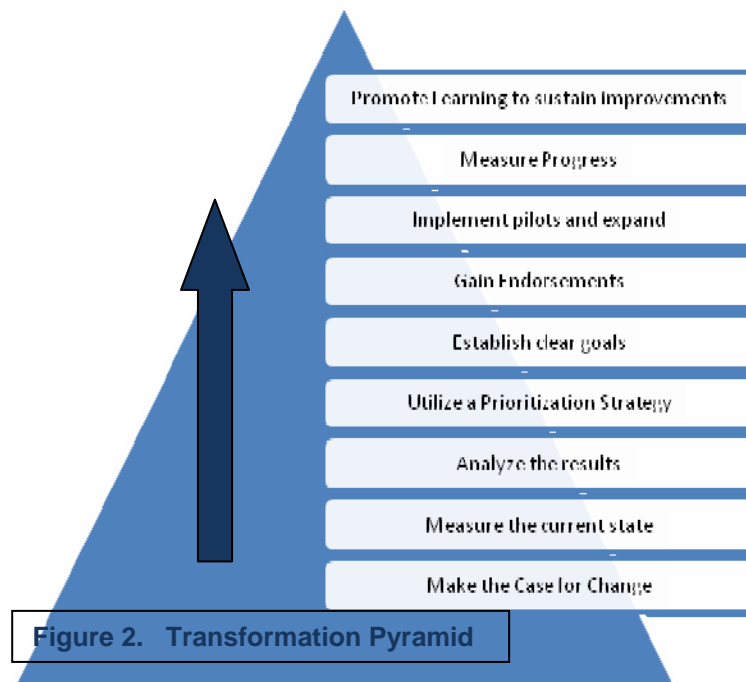 Promote Learning to sustain improvements
Measure Progress
Implement pilots and expand
Gain Endorsements
Establish clear goals
Utilize a Prioritization Strategy
Analyze the results
Measure the current state
Make the Case for Change
Figure 2. Transformation Pyramid